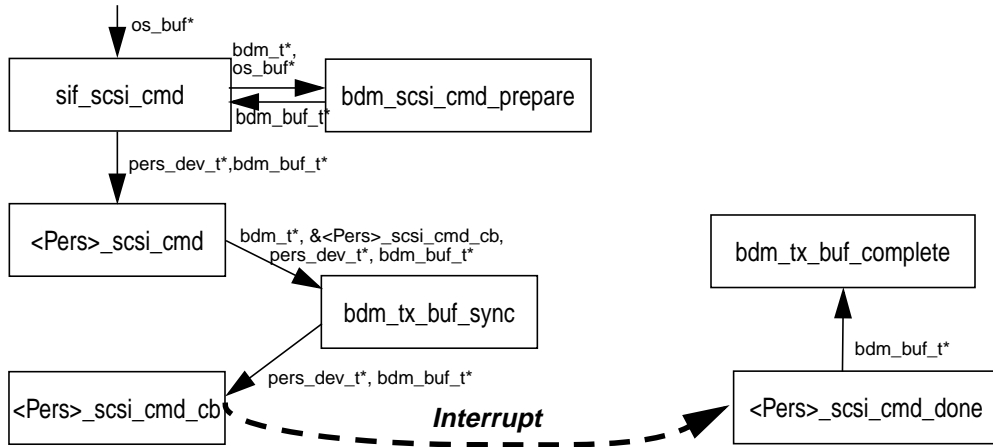 os_buf*
bdm_t*,
os_buf*
sif_scsi_cmd
bdm_scsi_cmd_prepare
bdm_buf_t*
pers_dev_t*,bdm_buf_t*
<Pers>_scsi_cmd
bdm_t*, &<Pers>_scsi_cmd_cb,
pers_dev_t*, bdm_buf_t*
bdm_tx_buf_complete
bdm_tx_buf_sync
bdm_buf_t*
pers_dev_t*, bdm_buf_t*
<Pers>_scsi_cmd_cb
Interrupt
<Pers>_scsi_cmd_done